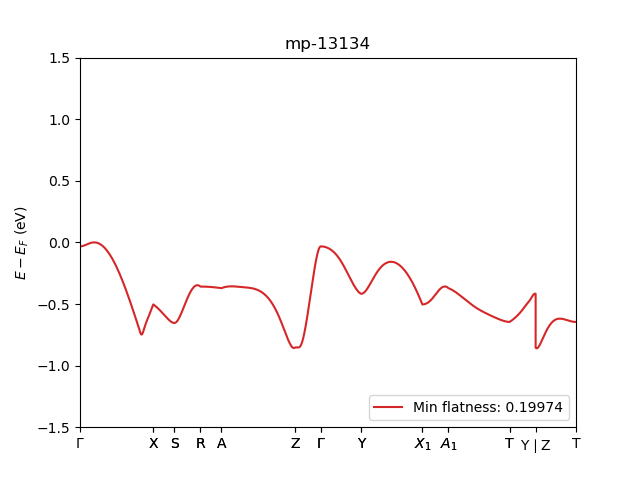 mp-13134
1.5
1.0
0.5
0.0
−0.5
−1.0
−1.5
E − E_F (eV)
Min flatness: 0.19974
Γ X S R A Z Γ Y X₁ A₁ T Y | Z T